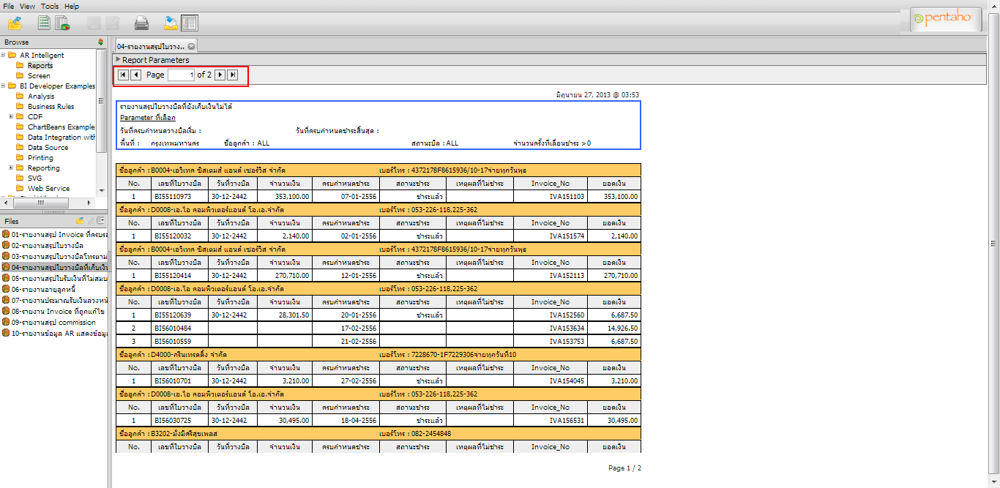 File View Tools Help
pentaho
Browse
AR Intelligent
Reports
Screen
BI Developer Examples
Analysis
Business Rules
CDF
ChartBeans Example
Data Integration with
Data Source
Printing
Reporting
SVG
Web Service
Files
01-รายงานสรุป Invoice ที่ครบร
02-รายงานสรุปใบวางบิล
03-รายงานสรุปใบวางบิลโทรตาม
04-รายงานสรุปใบวางบิลที่เก็บเงิ
05-รายงานสรุปใบรับเงินที่ไม่สมบ
06-รายงานอายุลูกหนี้
07-รายงานประมาณรับเงินล่วงหน้
08-รายงาน Invoice ที่ถูกแก้ไข
09-รายงานสรุป commission
10-รายงานข้อมูล AR แสดงข้อมู
04-รายงานสรุปใบวาง..
Report Parameters
Page 1 of 2
มิถุนายน 27, 2013 @ 03:53
รายงานสรุปใบวางบิลที่ยังเก็บเงินไม่ได้
Parameter ที่เลือก
วันที่ครบกำหนดวางบิลเริ่ม : วันที่ครบกำหนดชำระสิ้นสุด :
พื้นที่ : กรุงเทพมหานคร ชื่อลูกค้า : ALL สถานะบิล : ALL จำนวนครั้งที่เลื่อนชำระ > 0
ชื่อลูกค้า : B0004-เอวิเทค ซิสเตมส์ แอนด์ เซอร์วิส จำกัด เบอร์โทร : 4372178F8615936/10-17จ่ายทุกวันพุธ
No. เลขที่ใบวางบิล วันที่วางบิล จำนวนเงิน ครบกำหนดชำระ สถานะชำระ เหตุผลที่ไม่ชำระ Invoice_No ยอดเงิน
1 BI55110973 30-12-2442 353,100.00 07-01-2556 ชำระแล้ว IVA151103 353,100.00
ชื่อลูกค้า : D0008-เอ.ไอ คอมพิวเตอร์แอนด์ โอ.เอ.จำกัด เบอร์โทร : 053-226-118,225-362
No. เลขที่ใบวางบิล วันที่วางบิล จำนวนเงิน ครบกำหนดชำระ สถานะชำระ เหตุผลที่ไม่ชำระ Invoice_No ยอดเงิน
1 BI55120032 30-12-2442 2,140.00 02-01-2556 ชำระแล้ว IVA151574 2,140.00
ชื่อลูกค้า : B0004-เอวิเทค ซิสเตมส์ แอนด์ เซอร์วิส จำกัด เบอร์โทร : 4372178F8615936/10-17จ่ายทุกวันพุธ
No. เลขที่ใบวางบิล วันที่วางบิล จำนวนเงิน ครบกำหนดชำระ สถานะชำระ เหตุผลที่ไม่ชำระ Invoice_No ยอดเงิน
1 BI55120414 30-12-2442 270,710.00 12-01-2556 ชำระแล้ว IVA152113 270,710.00
ชื่อลูกค้า : D0008-เอ.ไอ คอมพิวเตอร์แอนด์ โอ.เอ.จำกัด เบอร์โทร : 053-226-118,225-362
No. เลขที่ใบวางบิล วันที่วางบิล จำนวนเงิน ครบกำหนดชำระ สถานะชำระ เหตุผลที่ไม่ชำระ Invoice_No ยอดเงิน
1 BI55120639 30-12-2442 28,301.50 20-01-2556 ชำระแล้ว IVA152560 6,687.50
2 BI56010484 17-02-2556 IVA153634 14,926.50
3 BI56010559 21-02-2556 IVA153753 6,687.50
ชื่อลูกค้า : D4000-กรีนเทรดดิ้ง จำกัด เบอร์โทร : 7228670-1F7229306จ่ายทุกวันที่10
No. เลขที่ใบวางบิล วันที่วางบิล จำนวนเงิน ครบกำหนดชำระ สถานะชำระ เหตุผลที่ไม่ชำระ Invoice_No ยอดเงิน
1 BI56010701 30-12-2442 3,210.00 27-02-2556 ชำระแล้ว IVA154045 3,210.00
ชื่อลูกค้า : D0008-เอ.ไอ คอมพิวเตอร์แอนด์ โอ.เอ.จำกัด เบอร์โทร : 053-226-118,225-362
No. เลขที่ใบวางบิล วันที่วางบิล จำนวนเงิน ครบกำหนดชำระ สถานะชำระ เหตุผลที่ไม่ชำระ Invoice_No ยอดเงิน
1 BI56030725 30-12-2442 30,495.00 18-04-2556 ชำระแล้ว IVA156531 30,495.00
ชื่อลูกค้า : B3202-มั่งมีศรีสุขเพลส เบอร์โทร : 082-2454848
No. เลขที่ใบวางบิล วันที่วางบิล จำนวนเงิน ครบกำหนดชำระ สถานะชำระ เหตุผลที่ไม่ชำระ Invoice_No ยอดเงิน
Page 1 / 2